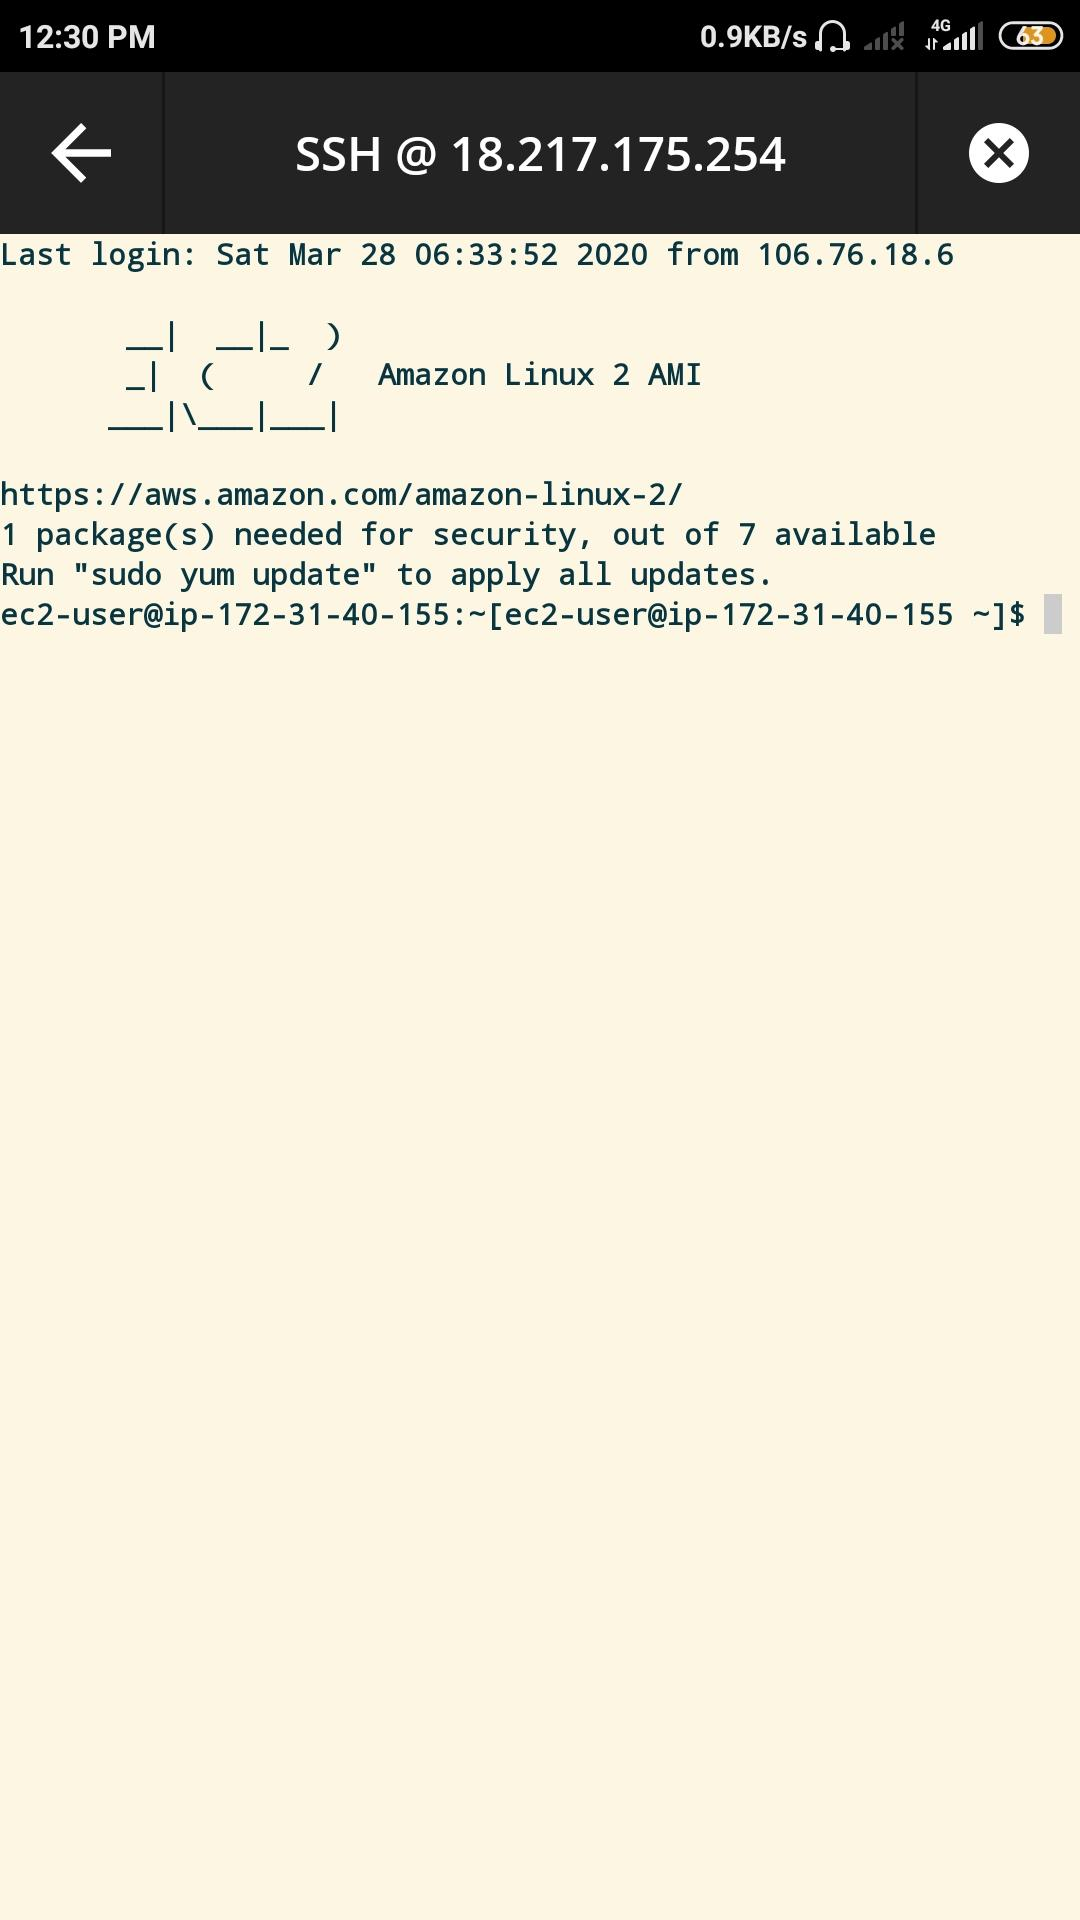 12:30 PM 0.9KB/s 4G 63
SSH @ 18.217.175.254
Last login: Sat Mar 28 06:33:52 2020 from 106.76.18.6
       __|  __|_  )
       _|  (     /   Amazon Linux 2 AMI
      ___|\___|___|
https://aws.amazon.com/amazon-linux-2/
1 package(s) needed for security, out of 7 available
Run "sudo yum update" to apply all updates.
ec2-user@ip-172-31-40-155:~[ec2-user@ip-172-31-40-155 ~]$